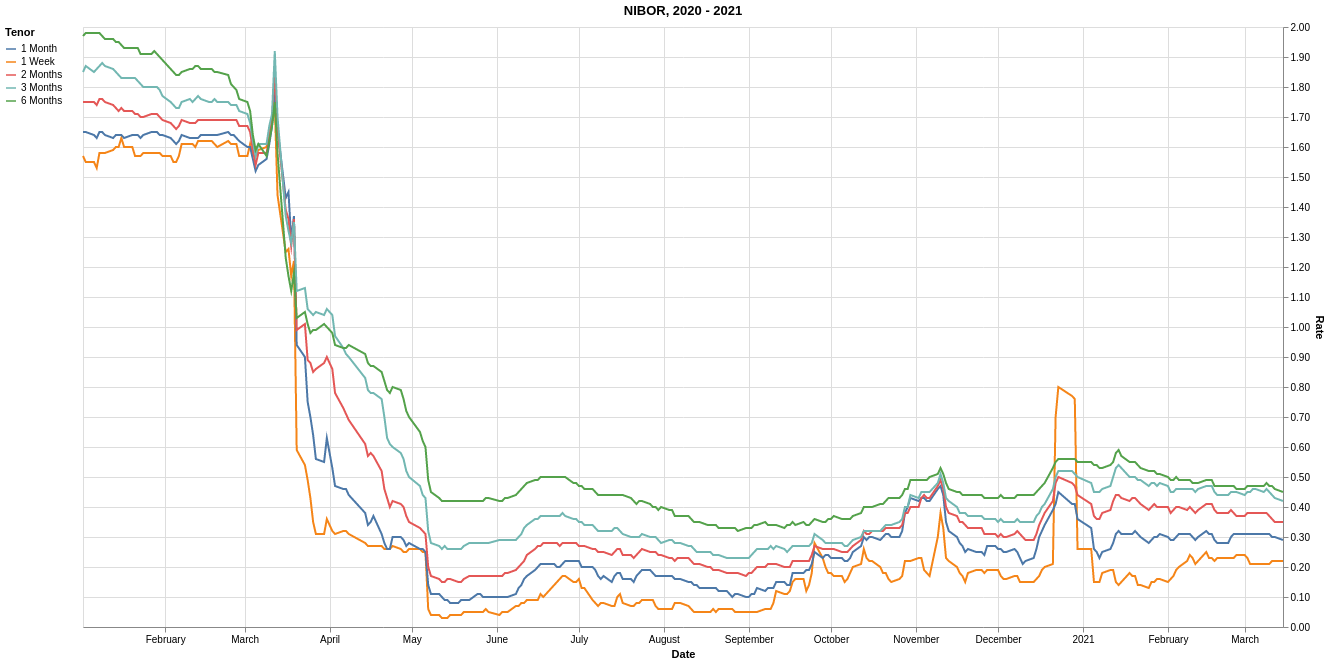 NIBOR, 2020 - 2021
Tenor
1 Month
1 Week
2 Months
3 Months
6 Months
2.00
1.90
1.80
1.70
1.60
1.50
1.40
1.30
1.20
1.10
1.00
0.90
0.80
0.70
0.60
0.50
0.40
0.30
0.20
0.10
0.00
Rate
February March April May June July August September October November December 2021 February March
Date